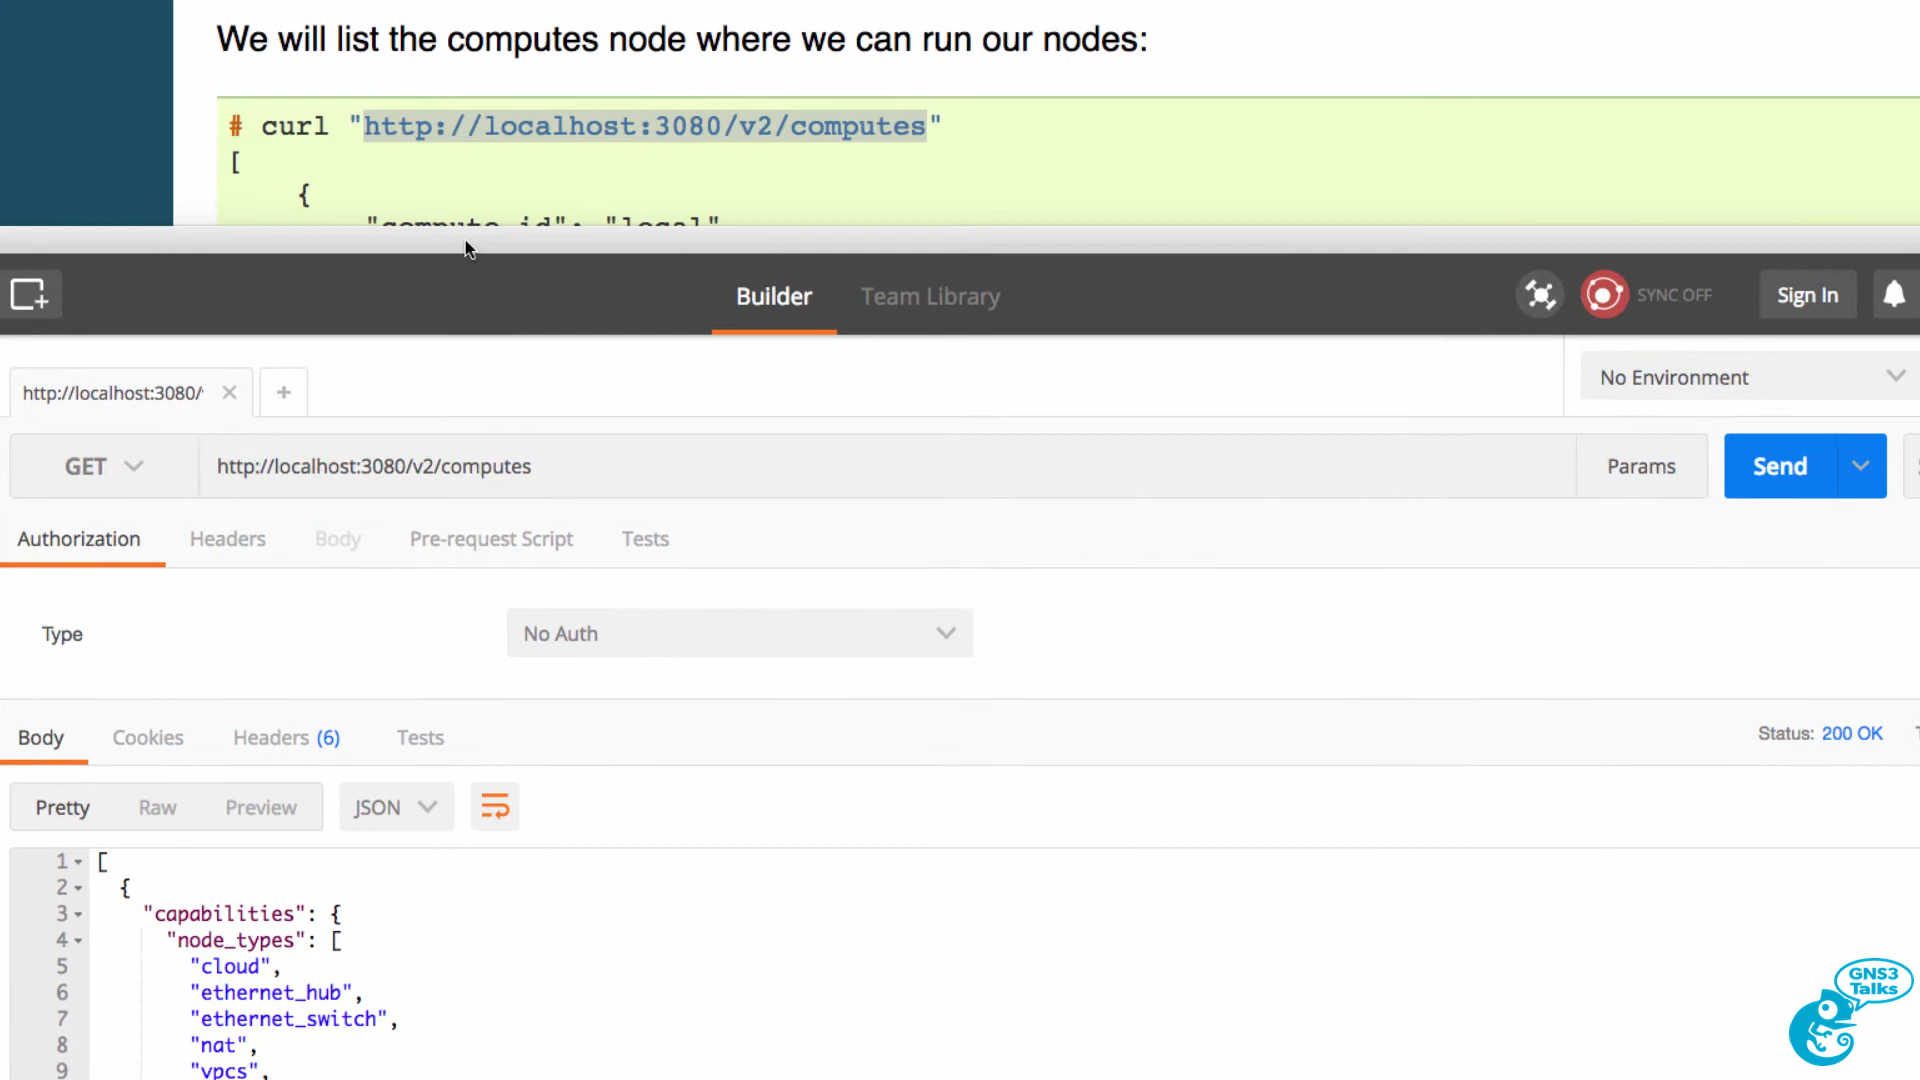 We will list the computes node where we can run our nodes:
# curl "http://localhost:3080/v2/computes"
[
{
"compute_id": "local"
Builder
Team Library
SYNC OFF
Sign In
http://localhost:3080/
No Environment
GET
http://localhost:3080/v2/computes
Params
Send
Authorization
Headers
Body
Pre-request Script
Tests
Type
No Auth
Body
Cookies
Headers (6)
Tests
Status: 200 OK
Pretty
Raw
Preview
JSON
1 [
2 {
3 "capabilities": {
4 "node_types": [
5 "cloud",
6 "ethernet_hub",
7 "ethernet_switch",
8 "nat",
9 "vpcs",
GNS3
Talks